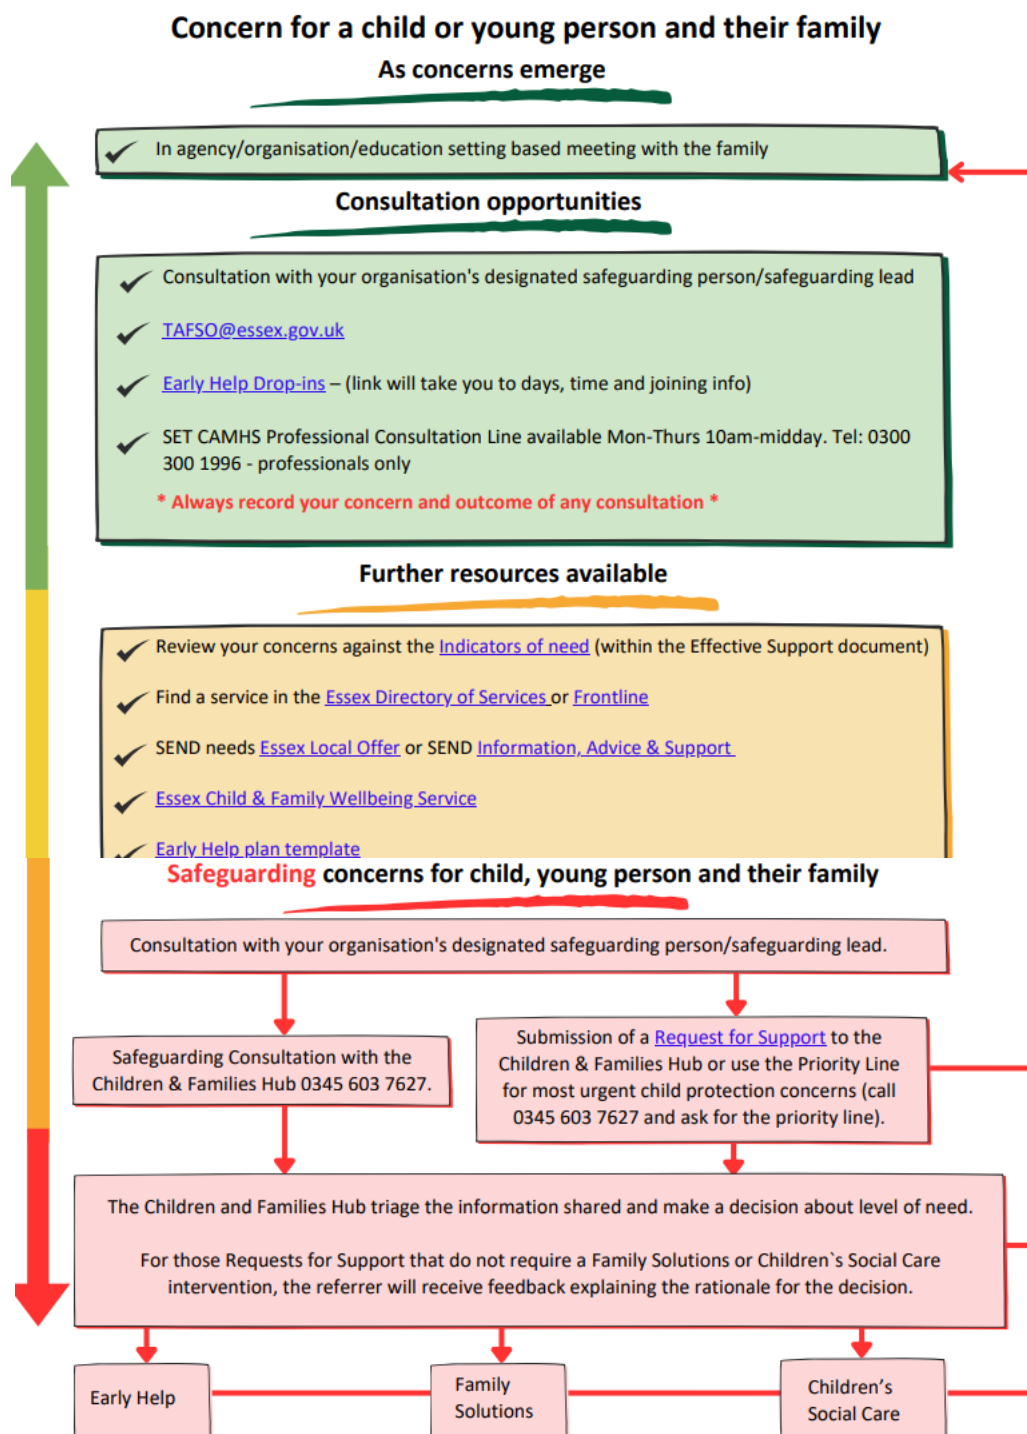 Concern for a child or young person and their family
As concerns emerge
In agency/organisation/education setting based meeting with the family
Consultation opportunities
Consultation with your organisation's designated safeguarding person/safeguarding lead
TAFSO@essex.gov.uk
Early Help Drop-ins – (link will take you to days, time and joining info)
SET CAMHS Professional Consultation Line available Mon-Thurs 10am-midday. Tel: 0300
300 1996 - professionals only
* Always record your concern and outcome of any consultation *
Further resources available
Review your concerns against the Indicators of need (within the Effective Support document)
Find a service in the Essex Directory of Services or Frontline
SEND needs Essex Local Offer or SEND Information, Advice & Support
Essex Child & Family Wellbeing Service
Early Help plan template
Safeguarding concerns for child, young person and their family
Consultation with your organisation's designated safeguarding person/safeguarding lead.
Safeguarding Consultation with the
Children & Families Hub 0345 603 7627.
Submission of a Request for Support to the
Children & Families Hub or use the Priority Line
for most urgent child protection concerns (call
0345 603 7627 and ask for the priority line).
The Children and Families Hub triage the information shared and make a decision about level of need.
For those Requests for Support that do not require a Family Solutions or Children`s Social Care
intervention, the referrer will receive feedback explaining the rationale for the decision.
Early Help
Family
Solutions
Children’s
Social Care